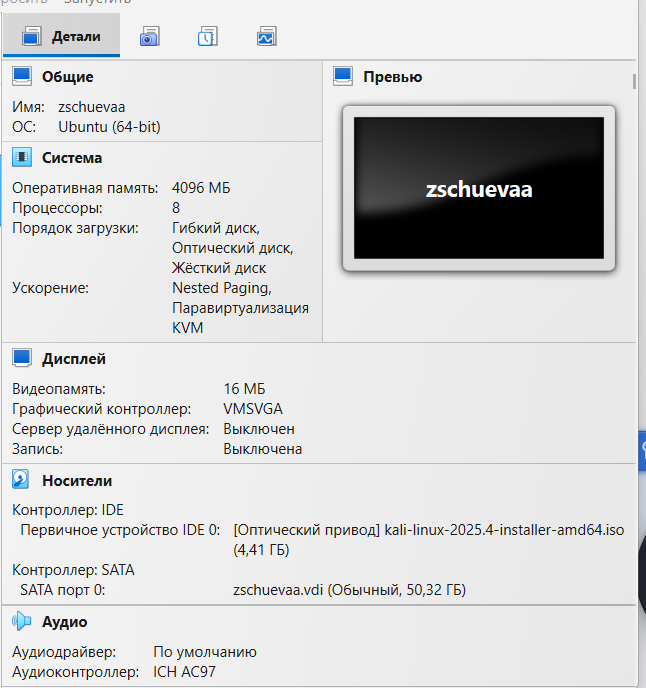 Запустить
Детали
Общие
Имя: zschuevaa
ОС: Ubuntu (64-bit)
Превью
zschuevaa
Система
Оперативная память: 4096 МБ
Процессоры: 8
Порядок загрузки: Гибкий диск,
Оптический диск,
Жёсткий диск
Ускорение: Nested Paging,
Паравиртуализация
KVM
Дисплей
Видеопамять: 16 МБ
Графический контроллер: VMSVGA
Сервер удалённого дисплея: Выключен
Запись: Выключена
Носители
Контроллер: IDE
Первичное устройство IDE 0: [Оптический привод] kali-linux-2025.4-installer-amd64.iso
(4,41 ГБ)
Контроллер: SATA
SATA порт 0: zschuevaa.vdi (Обычный, 50,32 ГБ)
Аудио
Аудиодрайвер: По умолчанию
Аудиоконтроллер: ICH AC97